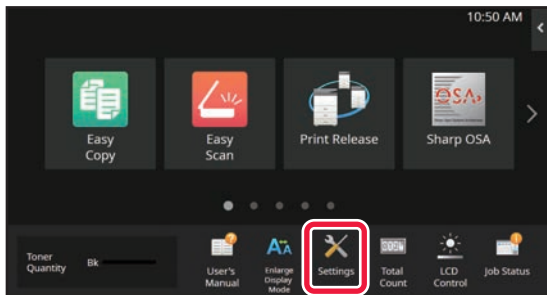 10:50 AM
Easy
Copy
Easy
Scan
Print Release
OSA
Sharp OSA
Toner
Quantity
Bk
User's
Manual
Enlarge
Display
Mode
Settings
Total
Count
LCD
Control
Job Status